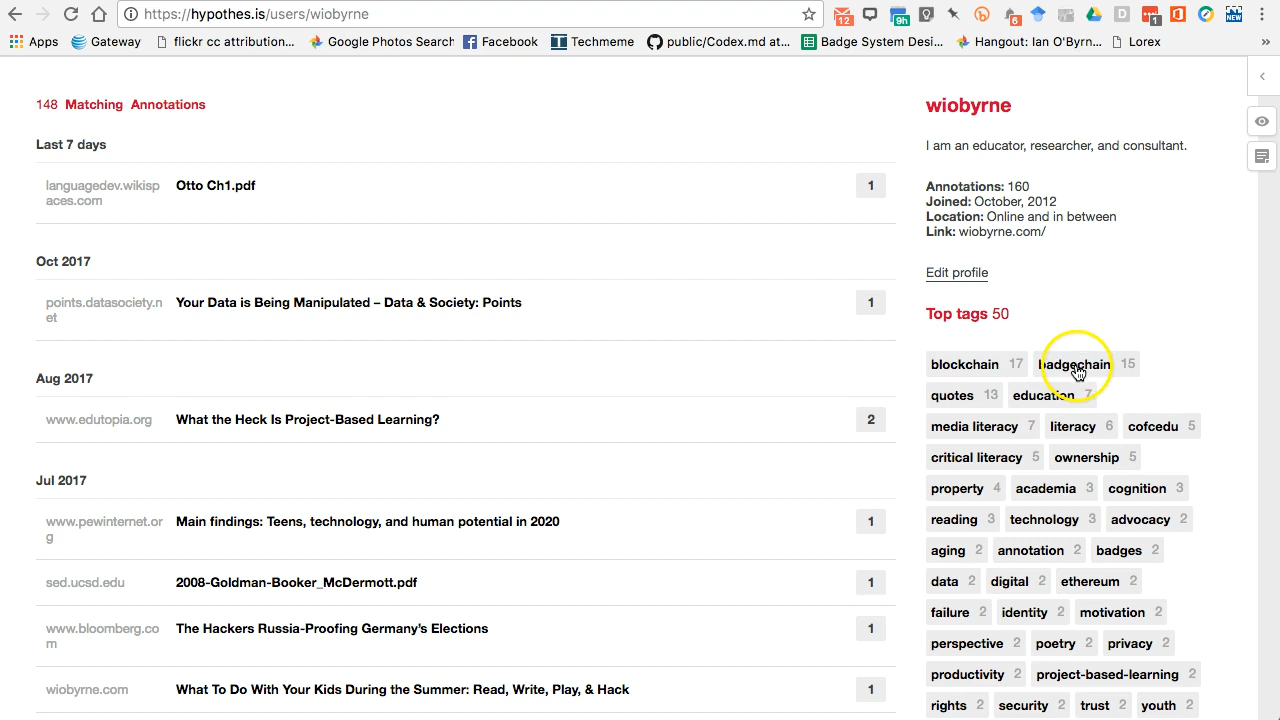 https://hypothes.is/users/wiobyrne
12
9h
6
D
1
NEW
Apps Gateway flickr cc attribution... Google Photos Search Facebook Techmeme public/Codex.md at... Badge System Desi... Hangout: Ian O'Byrn... Lorex »
148 Matching Annotations
Last 7 days
languagedev.wikisp
aces.com
Otto Ch1.pdf 1
Oct 2017
points.datasociety.n
et
Your Data is Being Manipulated – Data & Society: Points 1
Aug 2017
www.edutopia.org What the Heck Is Project-Based Learning? 2
Jul 2017
www.pewinternet.or
g
Main findings: Teens, technology, and human potential in 2020 1
sed.ucsd.edu 2008-Goldman-Booker_McDermott.pdf 1
www.bloomberg.co
m
The Hackers Russia-Proofing Germany's Elections 1
wiobyrne.com What To Do With Your Kids During the Summer: Read, Write, Play, & Hack 1
wiobyrne
I am an educator, researcher, and consultant.
Annotations: 160
Joined: October, 2012
Location: Online and in between
Link: wiobyrne.com/
Edit profile
Top tags 50
blockchain 17 badgechain 15
quotes 13 education 7
media literacy 7 literacy 6 cofcedu 5
critical literacy 5 ownership 5
property 4 academia 3 cognition 3
reading 3 technology 3 advocacy 2
aging 2 annotation 2 badges 2
data 2 digital 2 ethereum 2
failure 2 identity 2 motivation 2
perspective 2 poetry 2 privacy 2
productivity 2 project-based-learning 2
rights 2 security 2 trust 2 youth 2